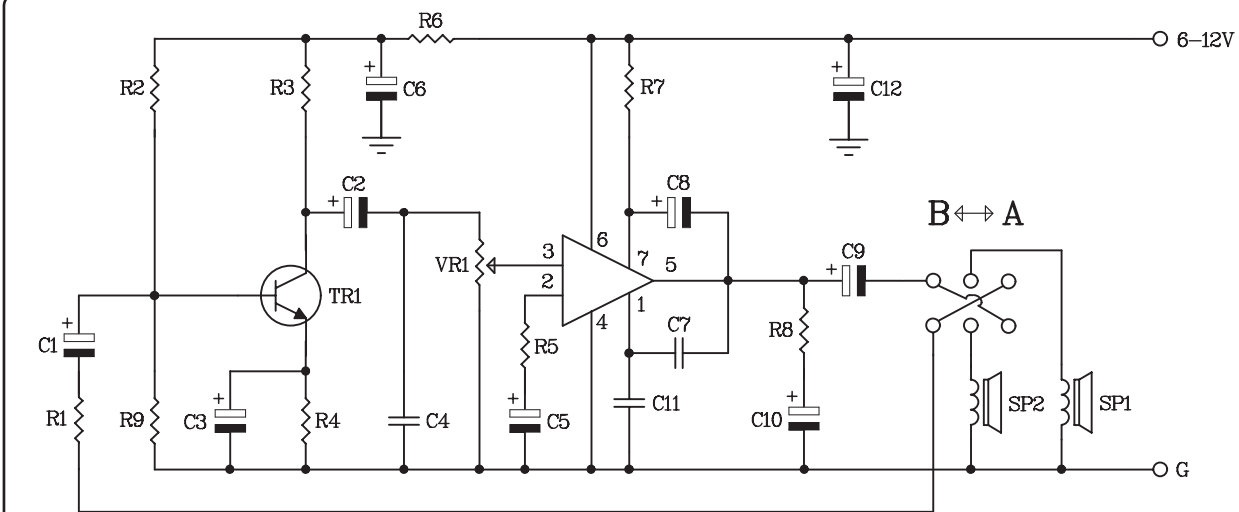 R6
6-12V
R2
R3
+
C6
R7
+
C12
C2
+
C8
+
B ↔ A
VR1
3
6
7
5
2
1
4
C9
+
TR1
+
C1
R5
C7
R8
R1
R9
+
C3
R4
C4
+
C5
C11
+
C10
SP2
SP1
G